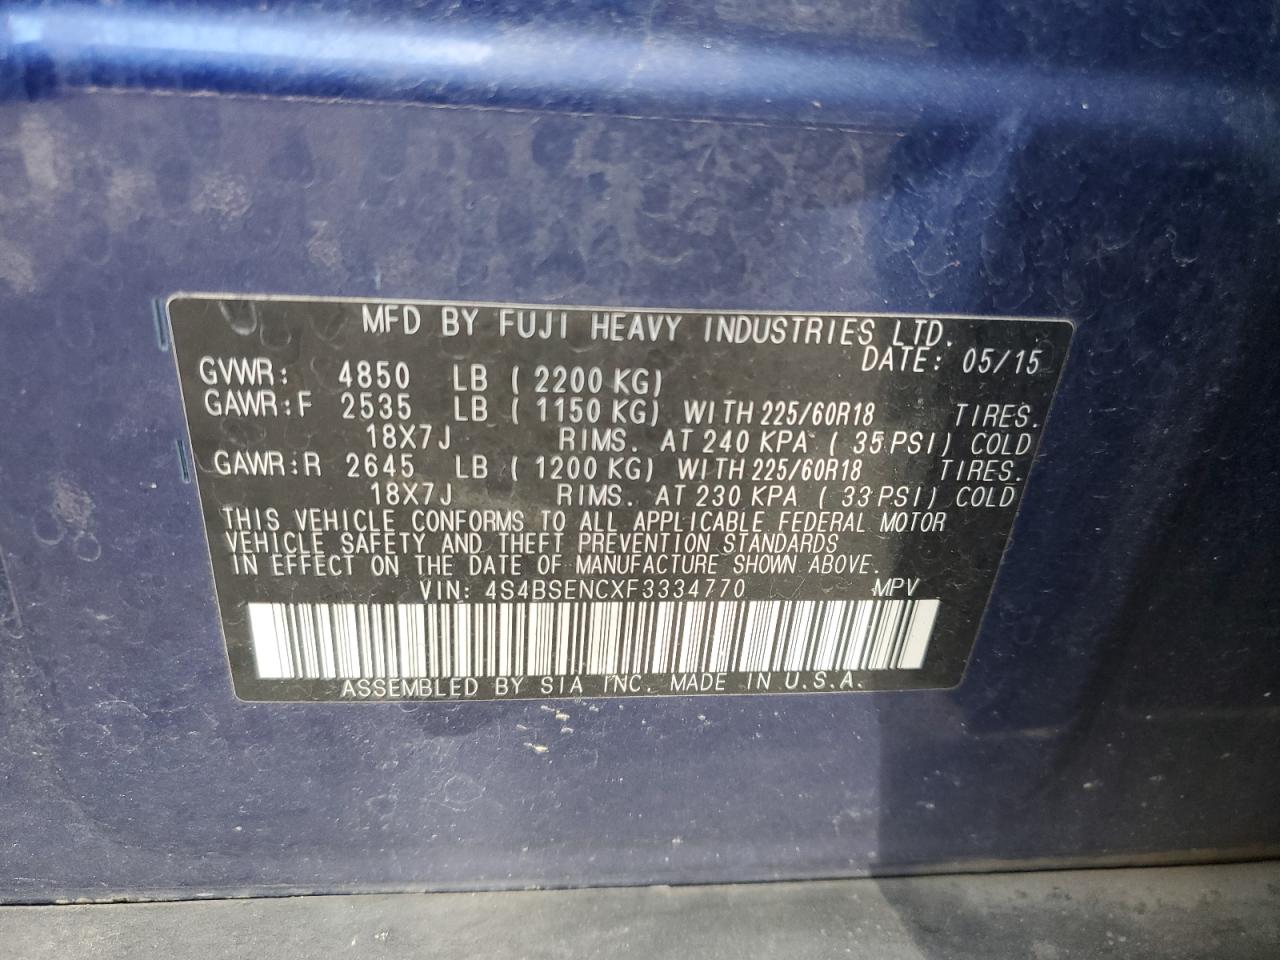 MFD BY FUJI HEAVY INDUSTRIES LTD.
DATE: 05/15
GVWR: 4850 LB ( 2200 KG)
GAWR:F 2535 LB ( 1150 KG) WITH 225/60R18 TIRES.
18X7J RIMS. AT 240 KPA ( 35 PSI) COLD
GAWR:R 2645 LB ( 1200 KG) WITH 225/60R18 TIRES.
18X7J RIMS. AT 230 KPA ( 33 PSI) COLD
THIS VEHICLE CONFORMS TO ALL APPLICABLE FEDERAL MOTOR
VEHICLE SAFETY AND THEFT PREVENTION STANDARDS
IN EFFECT ON THE DATE OF MANUFACTURE SHOWN ABOVE.
VIN: 4S4BSENCXF3334770 MPV
ASSEMBLED BY SIA INC. MADE IN U.S.A.